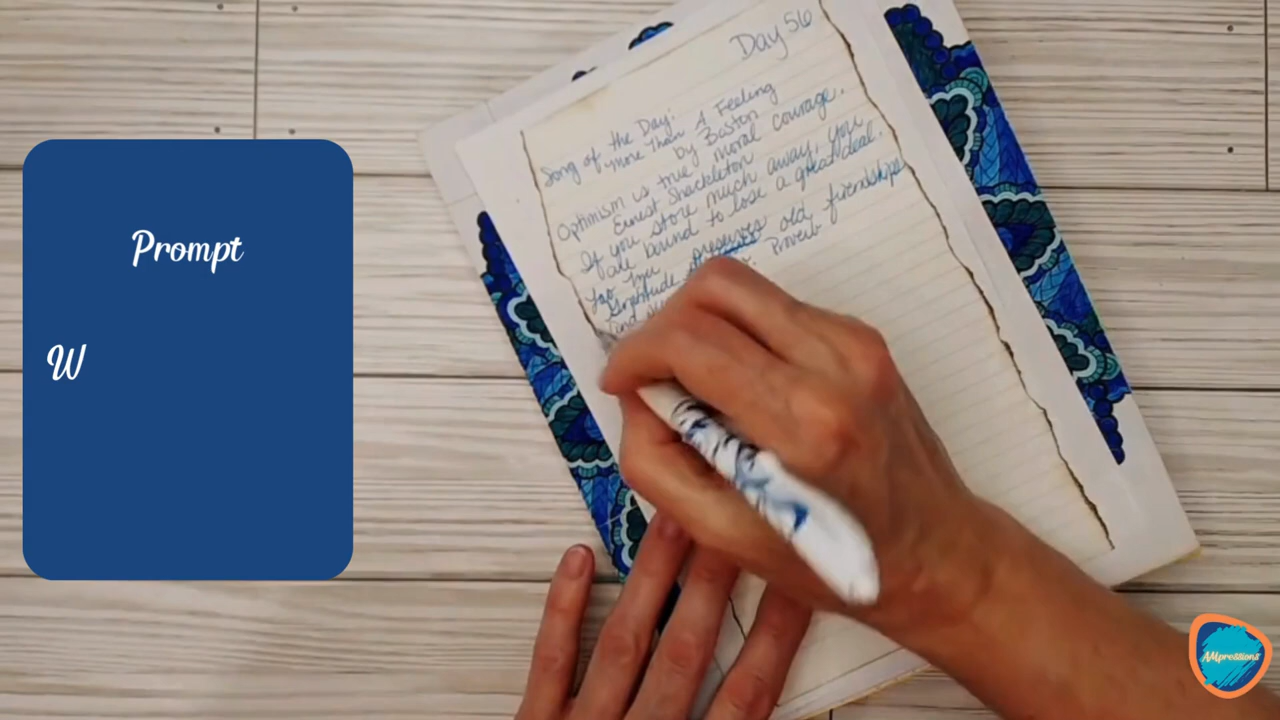 Prompt
W
Day 56
Song of the Day:
More Than A Feeling
by Boston
Optimism is true moral courage.
Ernest Shackleton
If you store much away, you
are bound to lose a great deal.
Lao Tzu
Gratitude preserves old friendships
Proverb
AMpressions